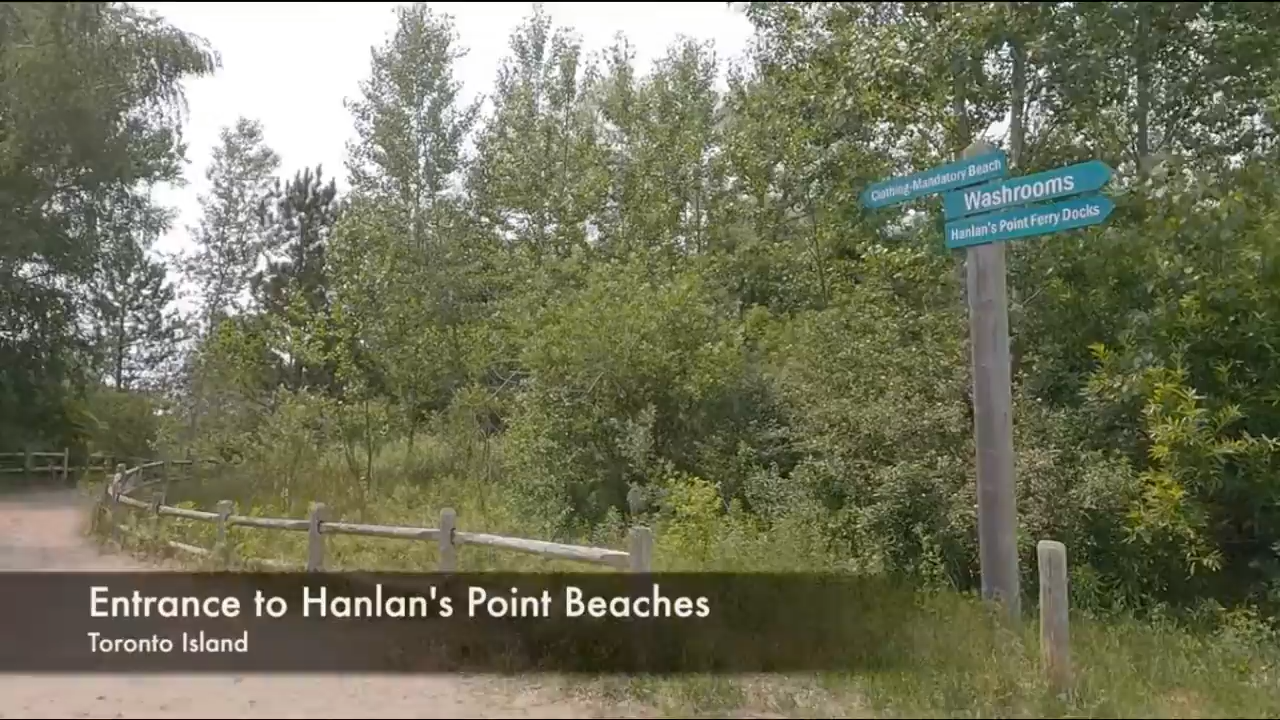 Clothing-Mandatory Beach
Washrooms
Hanlan's Point Ferry Docks
Entrance to Hanlan's Point Beaches
Toronto Island